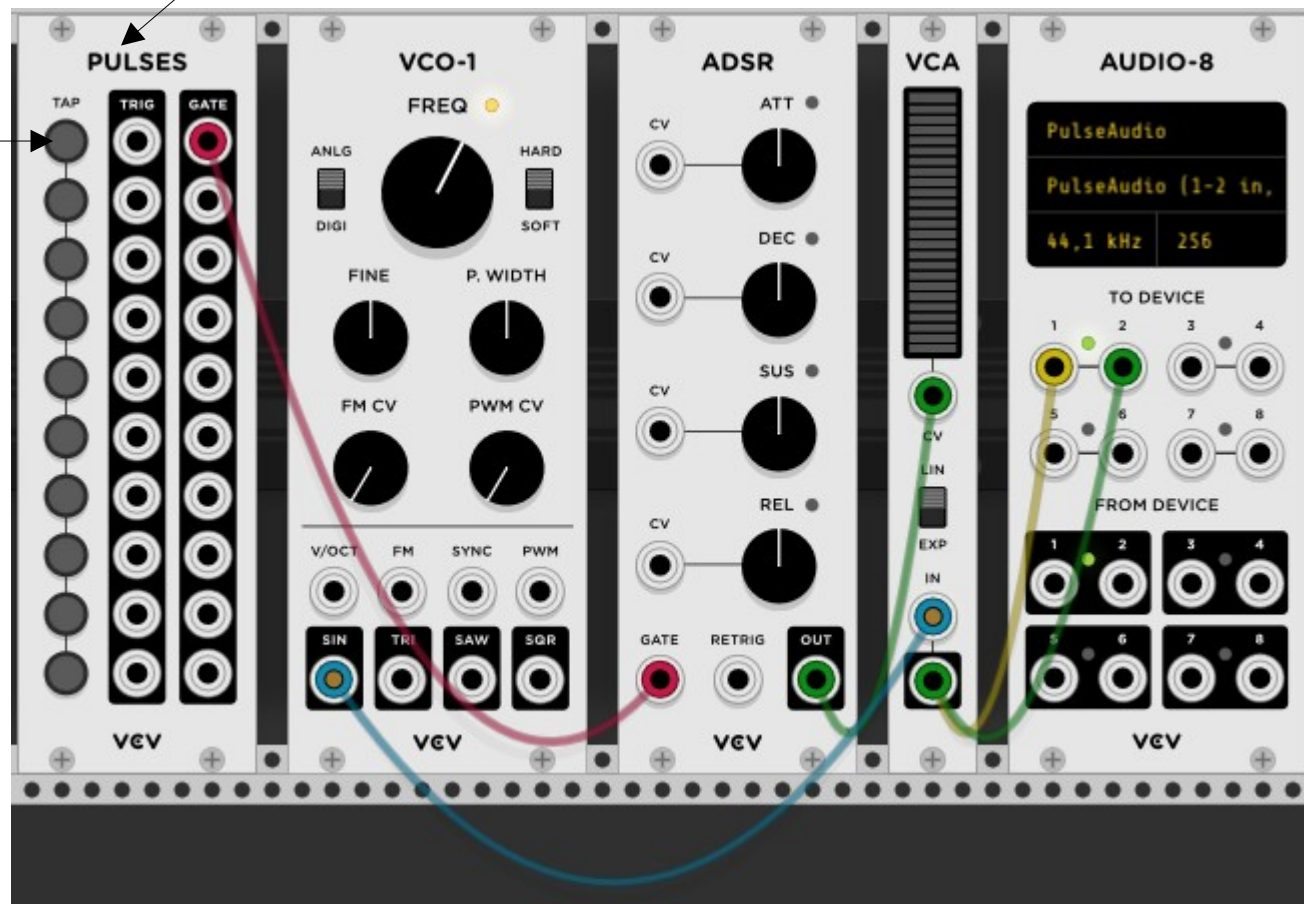 PULSES
TAP TRIG GATE
VCV
VCO-1
FREQ
ANLG HARD
DIGI SOFT
FINE P. WIDTH
FM CV PWM CV
V/OCT FM SYNC PWM
SIN TRI SAW SQR
VCV
ADSR
ATT
CV
DEC
CV
SUS
CV
REL
CV
GATE RETRIG OUT
VCV
VCA
CV
LIN
EXP
IN
AUDIO-8
PulseAudio
PulseAudio (1-2 in,
44,1 kHz 256
TO DEVICE
1 2 3 4
5 6 7 8
FROM DEVICE
1 2 3 4
5 6 7 8
VCV